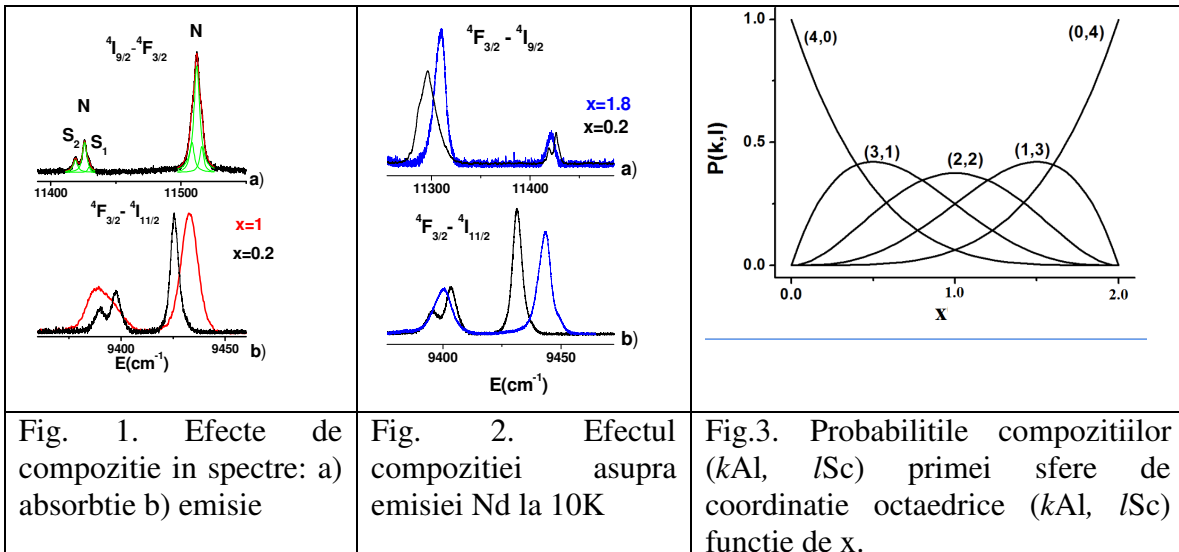 N
⁴I₉/₂-⁴F₃/₂
N
S₂ S₁
11400 11500 a)
⁴F₃/₂- ⁴I₁₁/₂
x=1
x=0.2
9400 9450 b)
E(cm⁻¹)
⁴F₃/₂ - ⁴I₉/₂
x=1.8
x=0.2
a)
11300 11400
⁴F₃/₂- ⁴I₁₁/₂
b)
9400 9450
E(cm⁻¹)
1.0
(4,0) (0,4)
P(k,l)
0.5
(3,1) (2,2) (1,3)
0.0
0.0 1.0 2.0
x
Fig. 1. Efecte de
compozitie in spectre: a)
absorbtie b) emisie
Fig. 2. Efectul
compozitiei asupra
emisiei Nd la 10K
Fig.3. Probabilitile compozitiilor
(kAl, lSc) primei sfere de
coordinatie octaedrice (kAl, lSc)
functie de x.